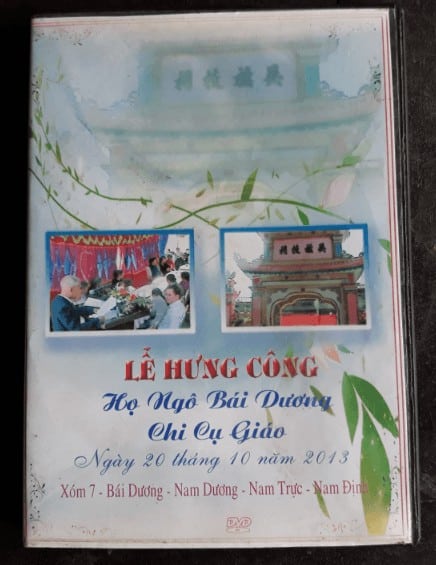 LỄ HƯNG CÔNG
Họ Ngô Bái Dương
Chi Cụ Giáo
Ngày 20 tháng 10 năm 2013
Xóm 7 - Bái Dương - Nam Dương - Nam Trực - Nam Định
DVD